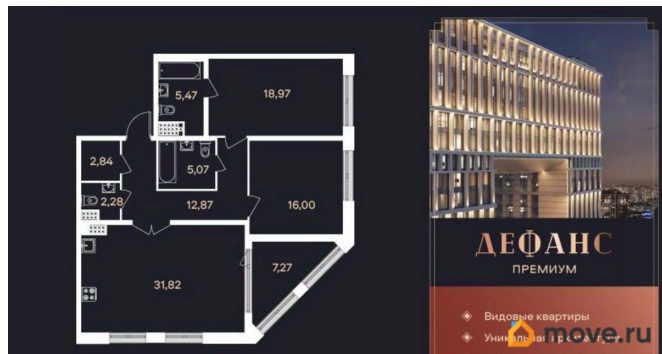 5,47
18,97
2,84
5,07
2,28
12,87
16,00
7,27
31,82
ДЕФАНС
ПРЕМИУМ
Видовые квартиры
move.ru